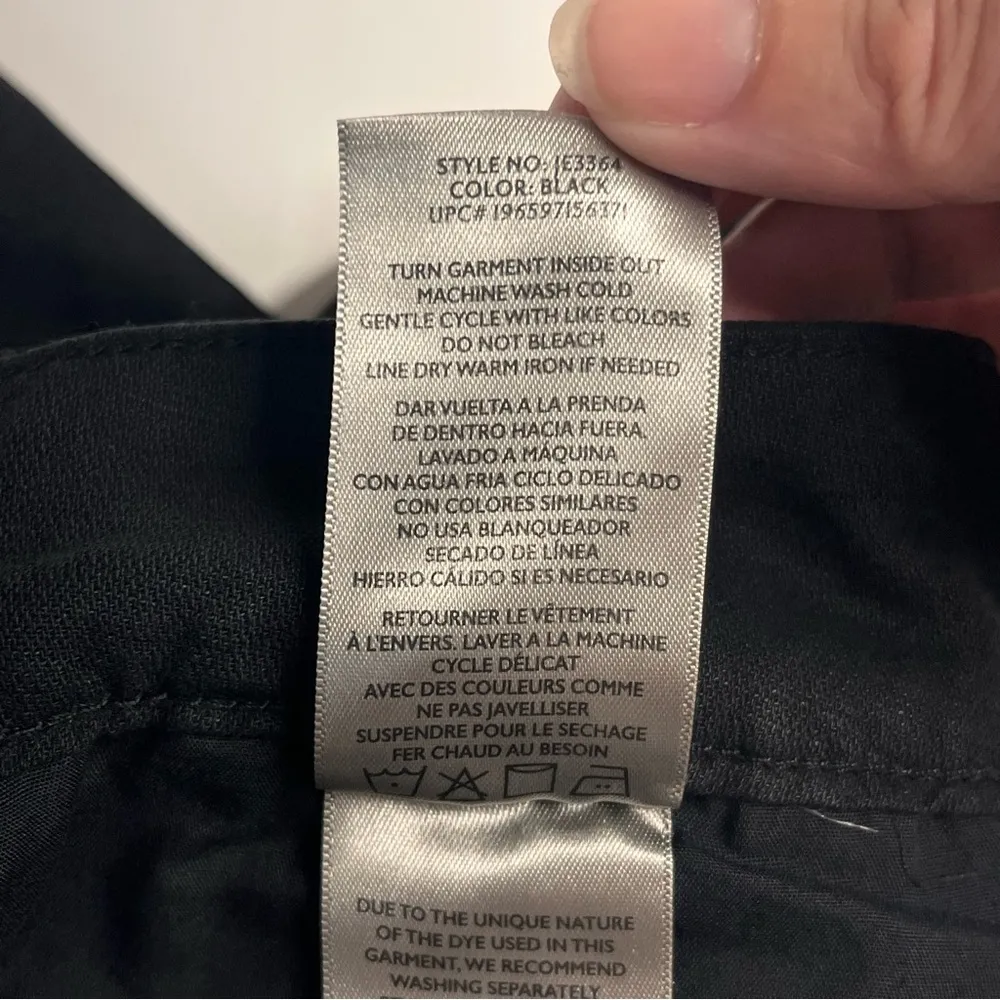 STYLE NO: JE3364
COLOR: BLACK
UPC# 196597156371
TURN GARMENT INSIDE OUT
MACHINE WASH COLD
GENTLE CYCLE WITH LIKE COLORS
DO NOT BLEACH
LINE DRY WARM IRON IF NEEDED
DAR VUELTA A LA PRENDA
DE DENTRO HACIA FUERA.
LAVADO A MÁQUINA
CON AGUA FRIA CICLO DELICADO
CON COLORES SIMILARES
NO USA BLANQUEADOR
SECADO DE LÍNEA
HIERRO CÁLIDO SI ES NECESARIO
RETOURNER LE VÊTEMENT
À L'ENVERS. LAVER A LA MACHINE
CYCLE DÉLICAT
AVEC DES COULEURS COMME
NE PAS JAVELLISER
SUSPENDRE POUR LE SECHAGE
FER CHAUD AU BESOIN
DUE TO THE UNIQUE NATURE
OF THE DYE USED IN THIS
GARMENT, WE RECOMMEND
WASHING SEPARATELY